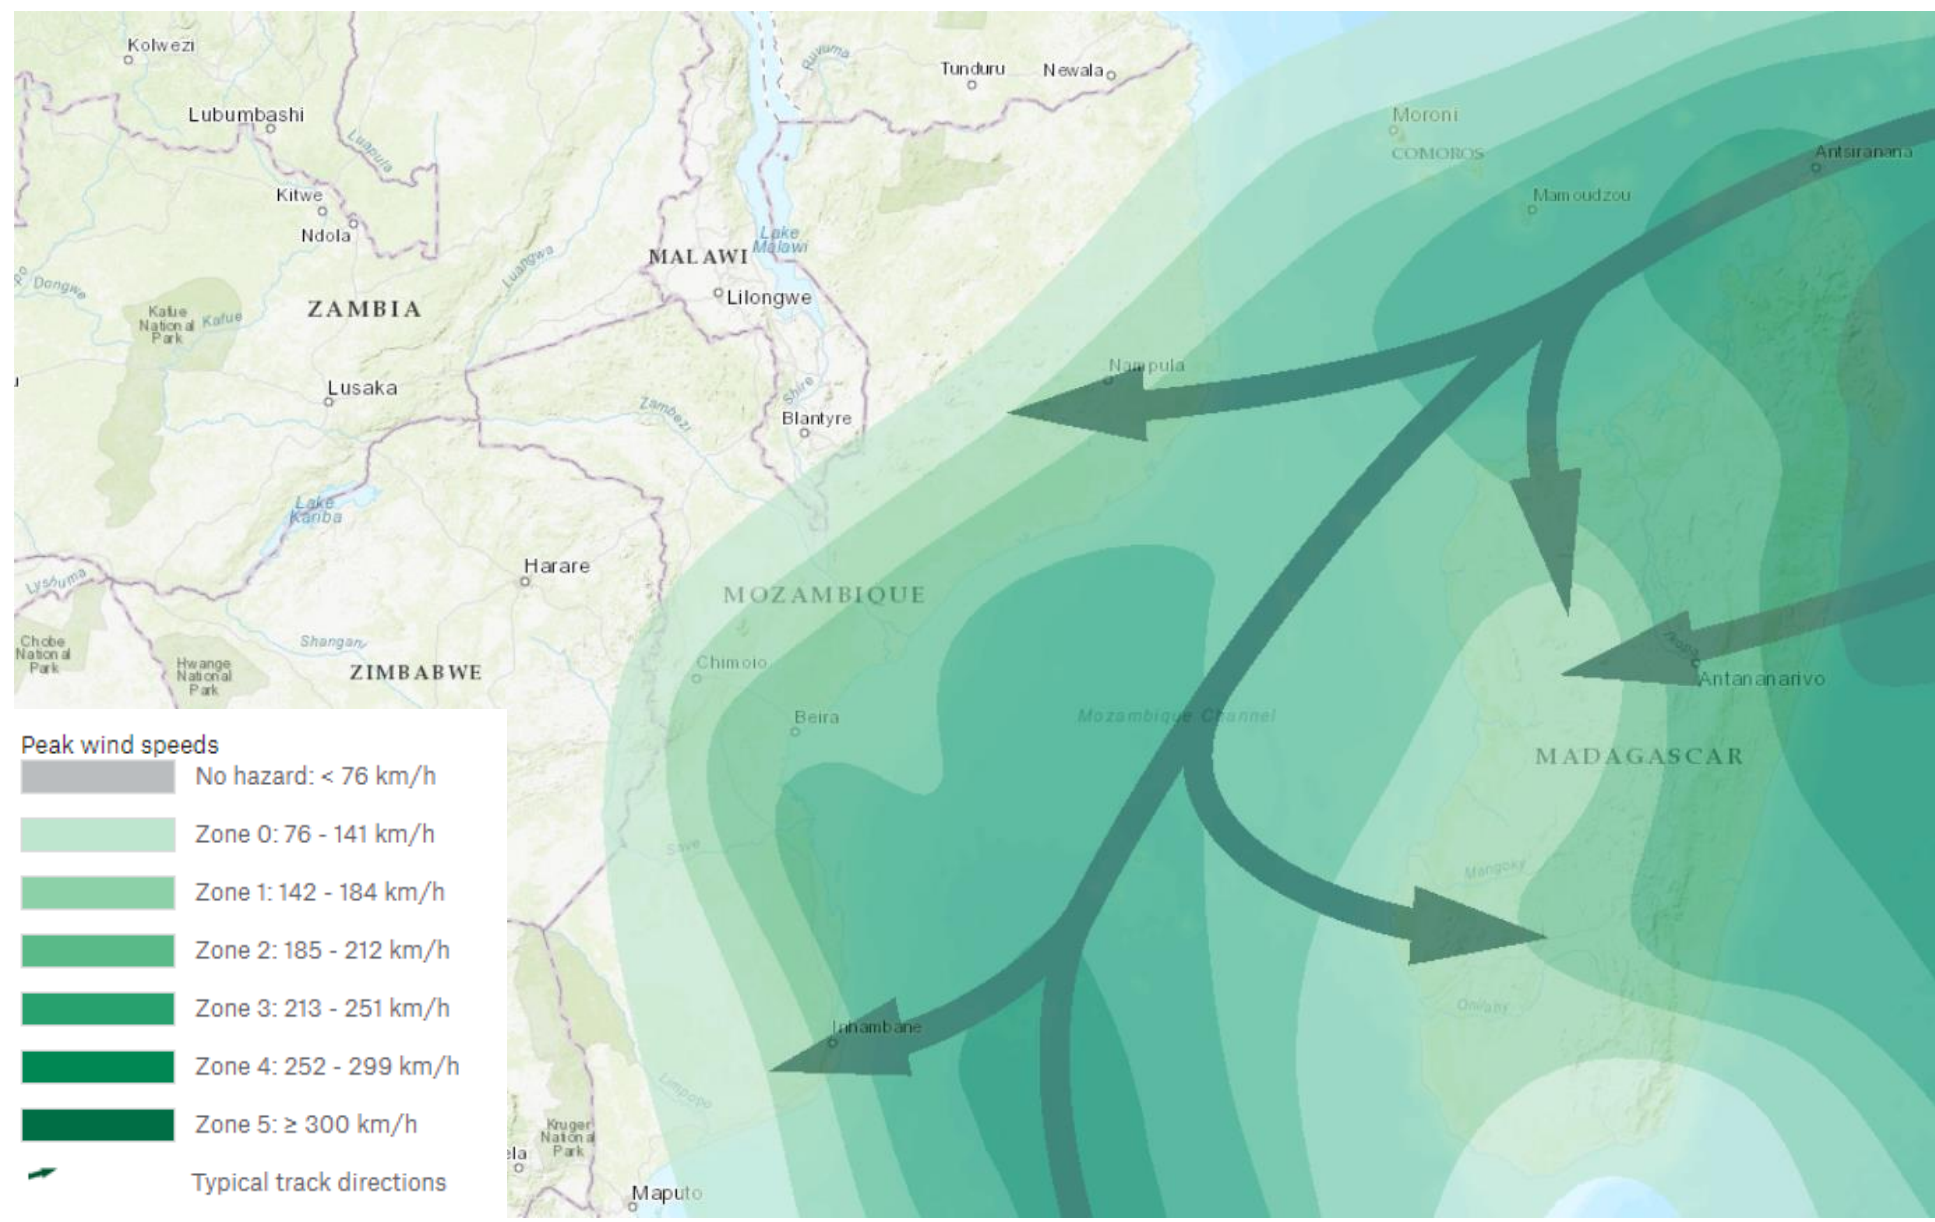 Kolwezi
Lubumbashi
Luapula
Kitwe
Ndola
Dongwe
Kafue
National
Park
Kafue
ZAMBIA
Luangwa
Lusaka
Lake
Kariba
Zambezi
Harare
Shangani
ZIMBABWE
Chobe
National
Park
Hwange
National
Park
Ruvuma
Tunduru
Newala
MALAWI
Lake
Malawi
Lilongwe
Shire
Blantyre
Nampula
Moroni
COMOROS
Mamoudzou
Antsiranana
MOZAMBIQUE
Chimoio
Beira
Mozambique Channel
Ikopa
Antananarivo
MADAGASCAR
Save
Mangoky
Onilahy
Inhambane
Limpopo
Kruger
National
Park
ela
Maputo
Peak wind speeds
No hazard: < 76 km/h
Zone 0: 76 - 141 km/h
Zone 1: 142 - 184 km/h
Zone 2: 185 - 212 km/h
Zone 3: 213 - 251 km/h
Zone 4: 252 - 299 km/h
Zone 5: ≥ 300 km/h
Typical track directions